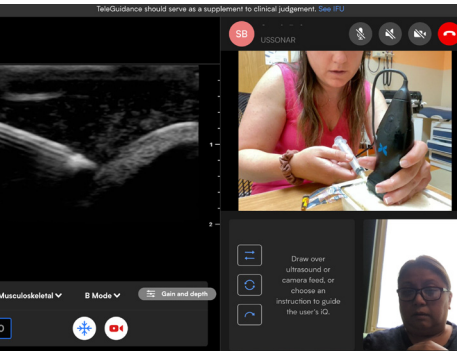 TeleGuidance should serve as a supplement to clinical judgement. See IFU
SB
USSONAR
1
2
Musculoskeletal
B Mode
Gain and depth
Draw over
ultrasound or
camera feed, or
choose an
instruction to guide
the user's iQ.